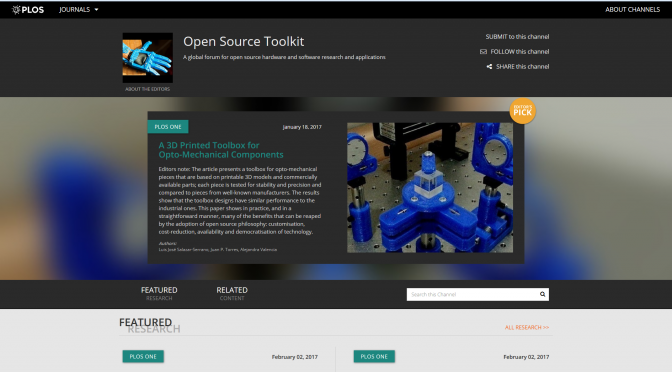 PLOS
JOURNALS
ABOUT CHANNELS
Open Source Toolkit
A global forum for open source hardware and software research and applications
SUBMIT to this channel
FOLLOW this channel
SHARE this channel
ABOUT THE EDITORS
EDITOR'S
PICK
PLOS ONE
January 18, 2017
A 3D Printed Toolbox for
Opto-Mechanical Components
Editors note: The article presents a toolbox for opto-mechanical
pieces that are based on printable 3D models and commercially
available parts; each piece is tested for stability and precision and
compared to pieces from well-known manufacturers. The results
show that the toolbox designs have similar performance to the
industrial ones. This paper shows in practice, and in a
straightforward manner, many of the benefits that can be reaped
by the adoption of open source philosophy: customisation,
cost-reduction, availability and democratisation of technology.
Authors:
Luis José Salazar-Serrano, Juan P. Torres, Alejandra Valencia
FEATURED
RESEARCH
RELATED
CONTENT
Search this Channel
FEATURED
RESEARCH
ALL RESEARCH >>
PLOS ONE
February 02, 2017
PLOS ONE
February 02, 2017